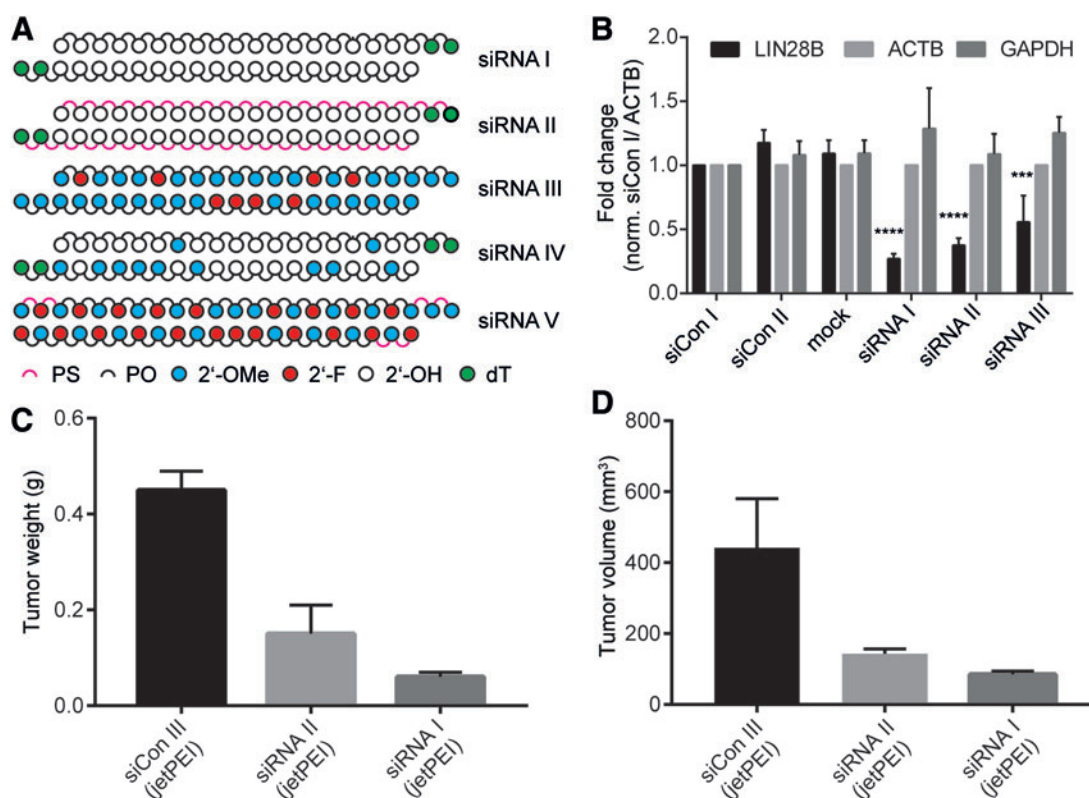 A
siRNA I
siRNA II
siRNA III
siRNA IV
siRNA V
PS PO 2‘-OMe 2‘-F 2‘-OH dT
B
Fold change
(norm. siCon I/ ACTB)
2.0
1.5
1.0
0.5
0.0
LIN28B ACTB GAPDH
**** **** ***
siCon I siCon II mock siRNA I siRNA II siRNA III
C
Tumor weight (g)
0.6
0.4
0.2
0.0
siCon III
(jetPEI)
siRNA II
(jetPEI)
siRNA I
(jetPEI)
D
Tumor volume (mm³)
800
600
400
200
0
siCon III
(jetPEI)
siRNA II
(jetPEI)
siRNA I
(jetPEI)